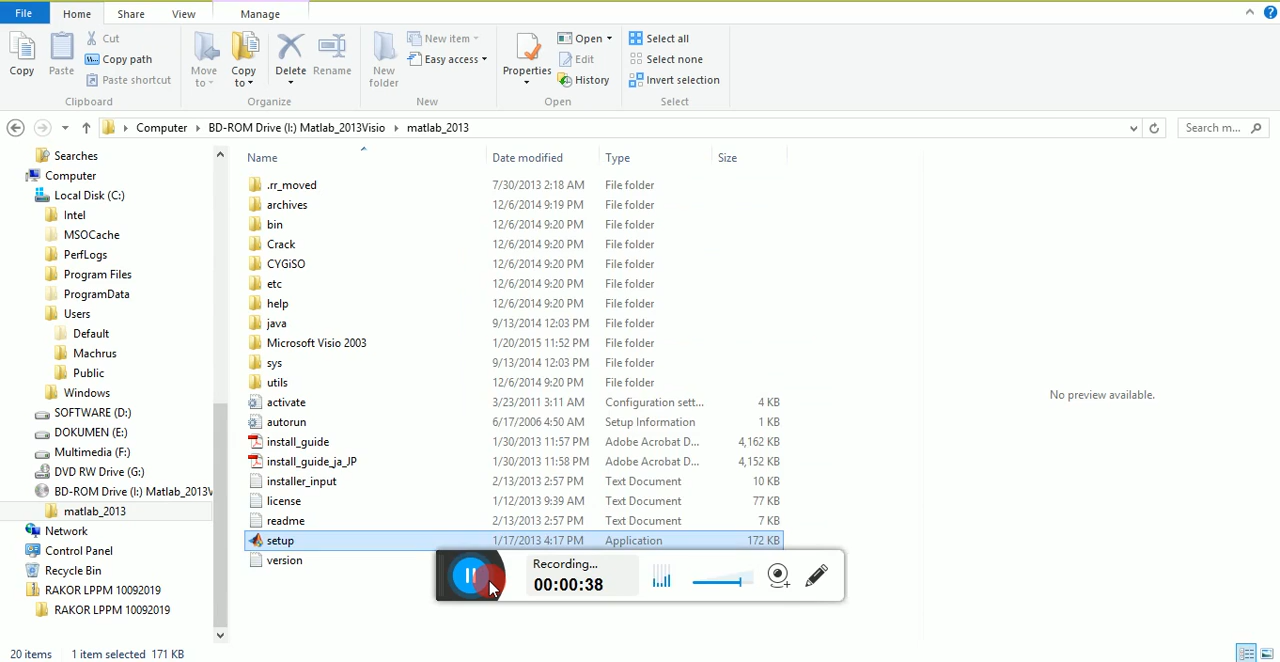 File Home Share View Manage
Copy Paste Cut Copy path Paste shortcut Move to Copy to Delete Rename New folder New item Easy access Properties Open Edit History Select all Select none Invert selection
Clipboard Organize New Open Select
Computer BD-ROM Drive (I:) Matlab_2013Visio matlab_2013 Search m...
Searches
Computer
Local Disk (C:)
Intel
MSOCache
PerfLogs
Program Files
ProgramData
Users
Default
Machrus
Public
Windows
SOFTWARE (D:)
DOKUMEN (E:)
Multimedia (F:)
DVD RW Drive (G:)
BD-ROM Drive (I:) Matlab_2013V
matlab_2013
Network
Control Panel
Recycle Bin
RAKOR LPPM 10092019
RAKOR LPPM 10092019
Name Date modified Type Size
.rr_moved 7/30/2013 2:18 AM File folder
archives 12/6/2014 9:19 PM File folder
bin 12/6/2014 9:20 PM File folder
Crack 12/6/2014 9:20 PM File folder
CYGiSO 12/6/2014 9:20 PM File folder
etc 12/6/2014 9:20 PM File folder
help 12/6/2014 9:20 PM File folder
java 9/13/2014 12:03 PM File folder
Microsoft Visio 2003 1/20/2015 11:52 PM File folder
sys 9/13/2014 12:03 PM File folder
utils 12/6/2014 9:20 PM File folder
activate 3/23/2011 3:11 AM Configuration sett... 4 KB
autorun 6/17/2006 4:50 AM Setup Information 1 KB
install_guide 1/30/2013 11:57 PM Adobe Acrobat D... 4,162 KB
install_guide_ja_JP 1/30/2013 11:58 PM Adobe Acrobat D... 4,152 KB
installer_input 2/13/2013 2:57 PM Text Document 10 KB
license 1/12/2013 9:39 AM Text Document 77 KB
readme 2/13/2013 2:57 PM Text Document 7 KB
setup 1/17/2013 4:17 PM Application 172 KB
version
No preview available.
Recording...
00:00:38
20 items 1 item selected 171 KB